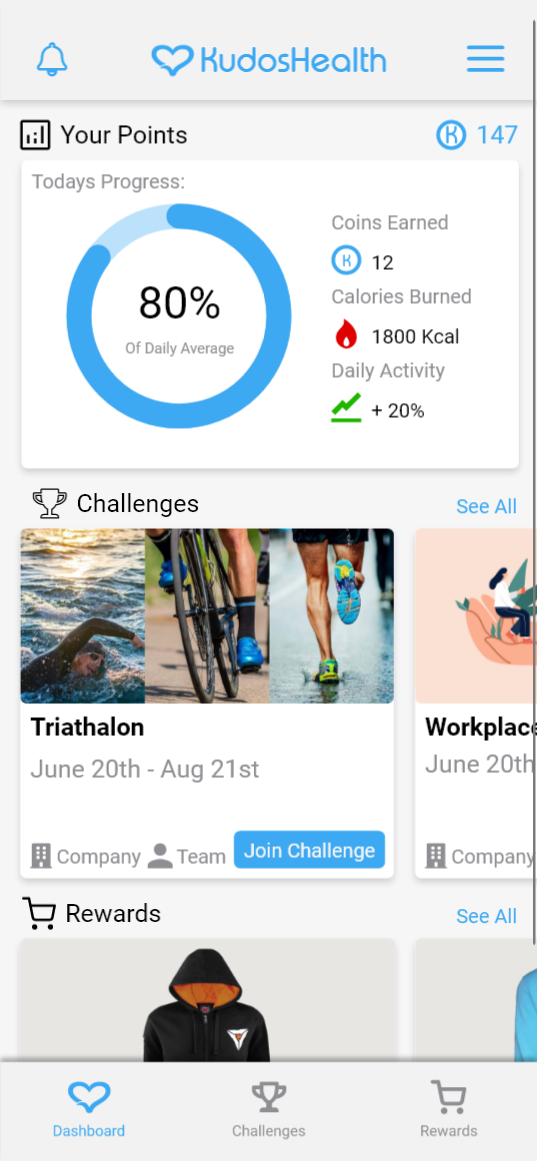 KudosHealth
Your Points
147
Todays Progress:
80%
Of Daily Average
Coins Earned
12
Calories Burned
1800 Kcal
Daily Activity
+ 20%
Challenges
See All
Triathalon
June 20th - Aug 21st
Company
Team
Join Challenge
Workplace
June 20th
Company
Rewards
See All
Dashboard
Challenges
Rewards